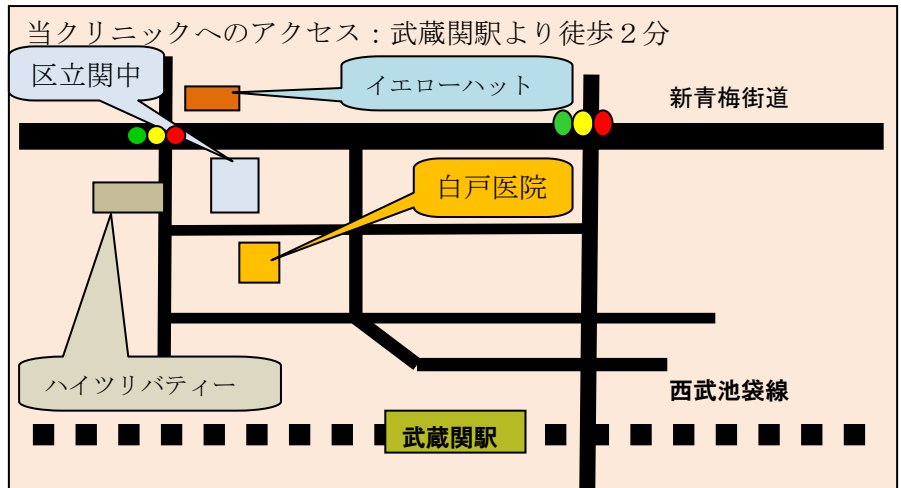 当クリニックへのアクセス：武蔵関駅より徒歩２分
区立関中
イエローハット
新青梅街道
白戸医院
ハイツリバティー
西武池袋線
武蔵関駅